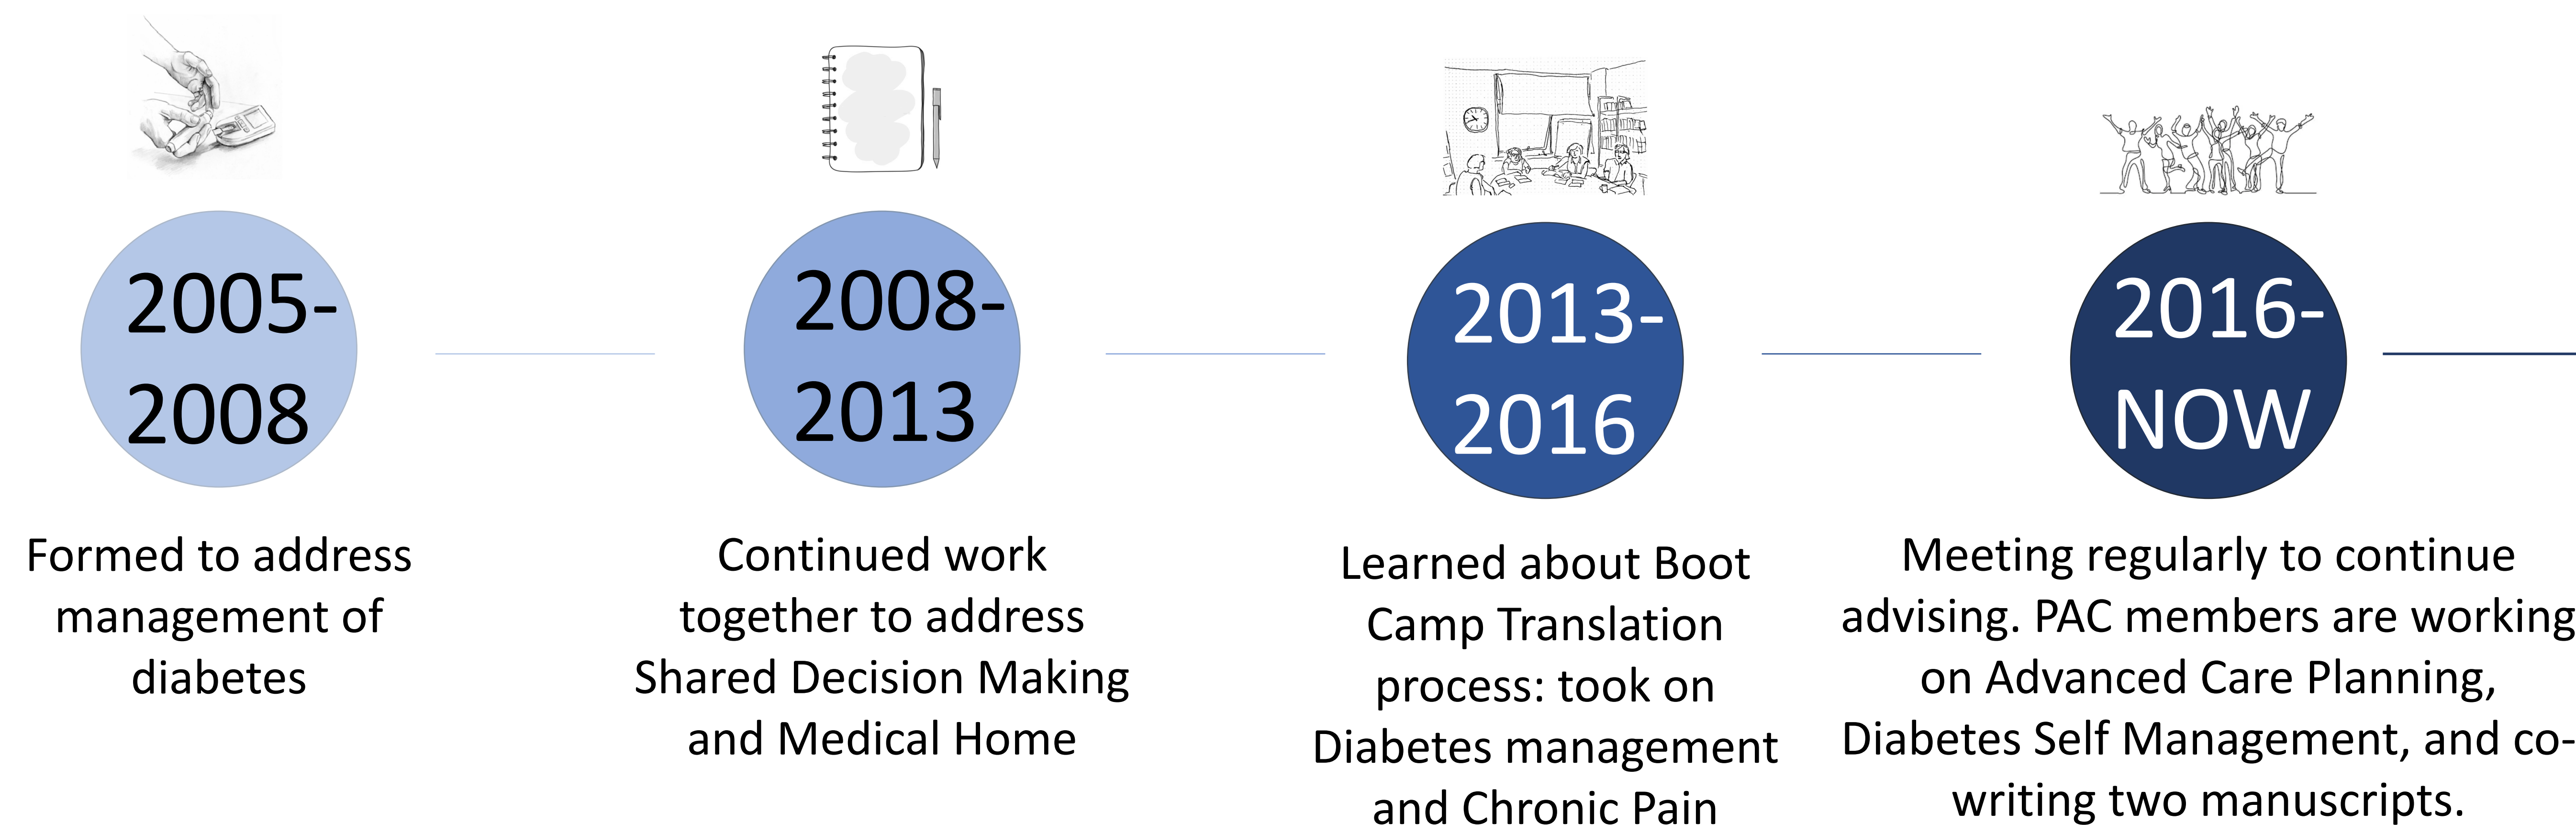 2005-
2008
Formed to address
management of
diabetes
2008-
2013
Continued work
together to address
Shared Decision Making
and Medical Home
2013-
2016
Learned about Boot
Camp Translation
process: took on
Diabetes management
and Chronic Pain
2016-
NOW
Meeting regularly to continue
advising. PAC members are working
on Advanced Care Planning,
Diabetes Self Management, and co-
writing two manuscripts.